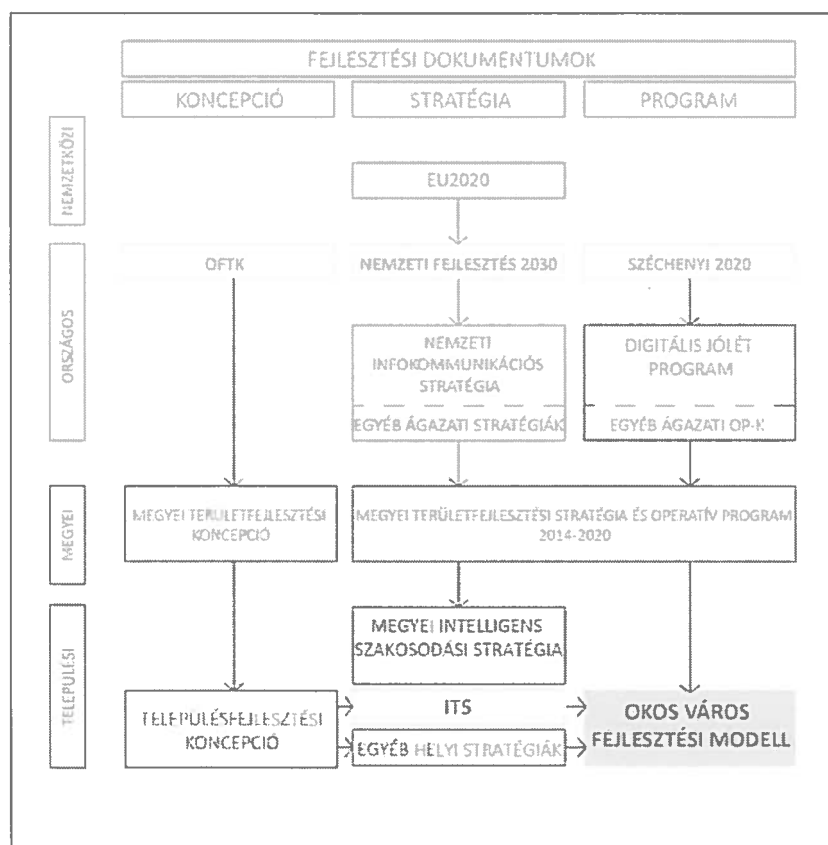 FEJLESZTÉSI DOKUMENTUMOK
KONCEPCIÓ
STRATÉGIA
PROGRAM
NEMZETKÖZI
EU2020
ORSZÁGOS
OFTK
NEMZETI FEJLESZTÉS 2030
SZÉCHENYI 2020
NEMZETI
INFOKOMMUNIKÁCIÓS
STRATÉGIA
EGYÉB ÁGAZATI STRATÉGIÁK
DIGITÁLIS JÓLÉT
PROGRAM
EGYÉB ÁGAZATI OP-K
MEGYEI
MEGYEI TERÜLETFEJLESZTÉSI
KONCEPCIÓ
MEGYEI TERÜLETFEJLESZTÉSI STRATÉGIA ÉS OPERATÍV PROGRAM
2014-2020
TELEPÜLÉSI
MEGYEI INTELLIGENS
SZAKOSODÁSI STRATÉGIA
TELEPÜLÉSFEJLESZTÉSI
KONCEPCIÓ
ITS
EGYÉB HELYI STRATÉGIÁK
OKOS VÁROS
FEJLESZTÉSI MODELL